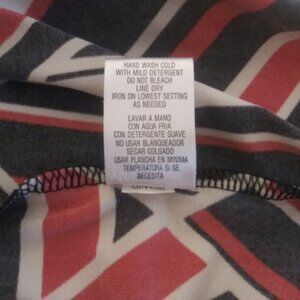 HAND WASH COLD
WITH MILD DETERGENT
DO NOT BLEACH
LINE DRY
IRON ON LOWEST SETTING
AS NEEDED
LAVAR A MANO
CON AGUA FRIA
CON DETERGENTE SUAVE
NO USAR BLANQUEADOR
SECAR COLGADO
USAR PLANCHA EN MINIMA
TEMPERATURA SI SE
NECESITA